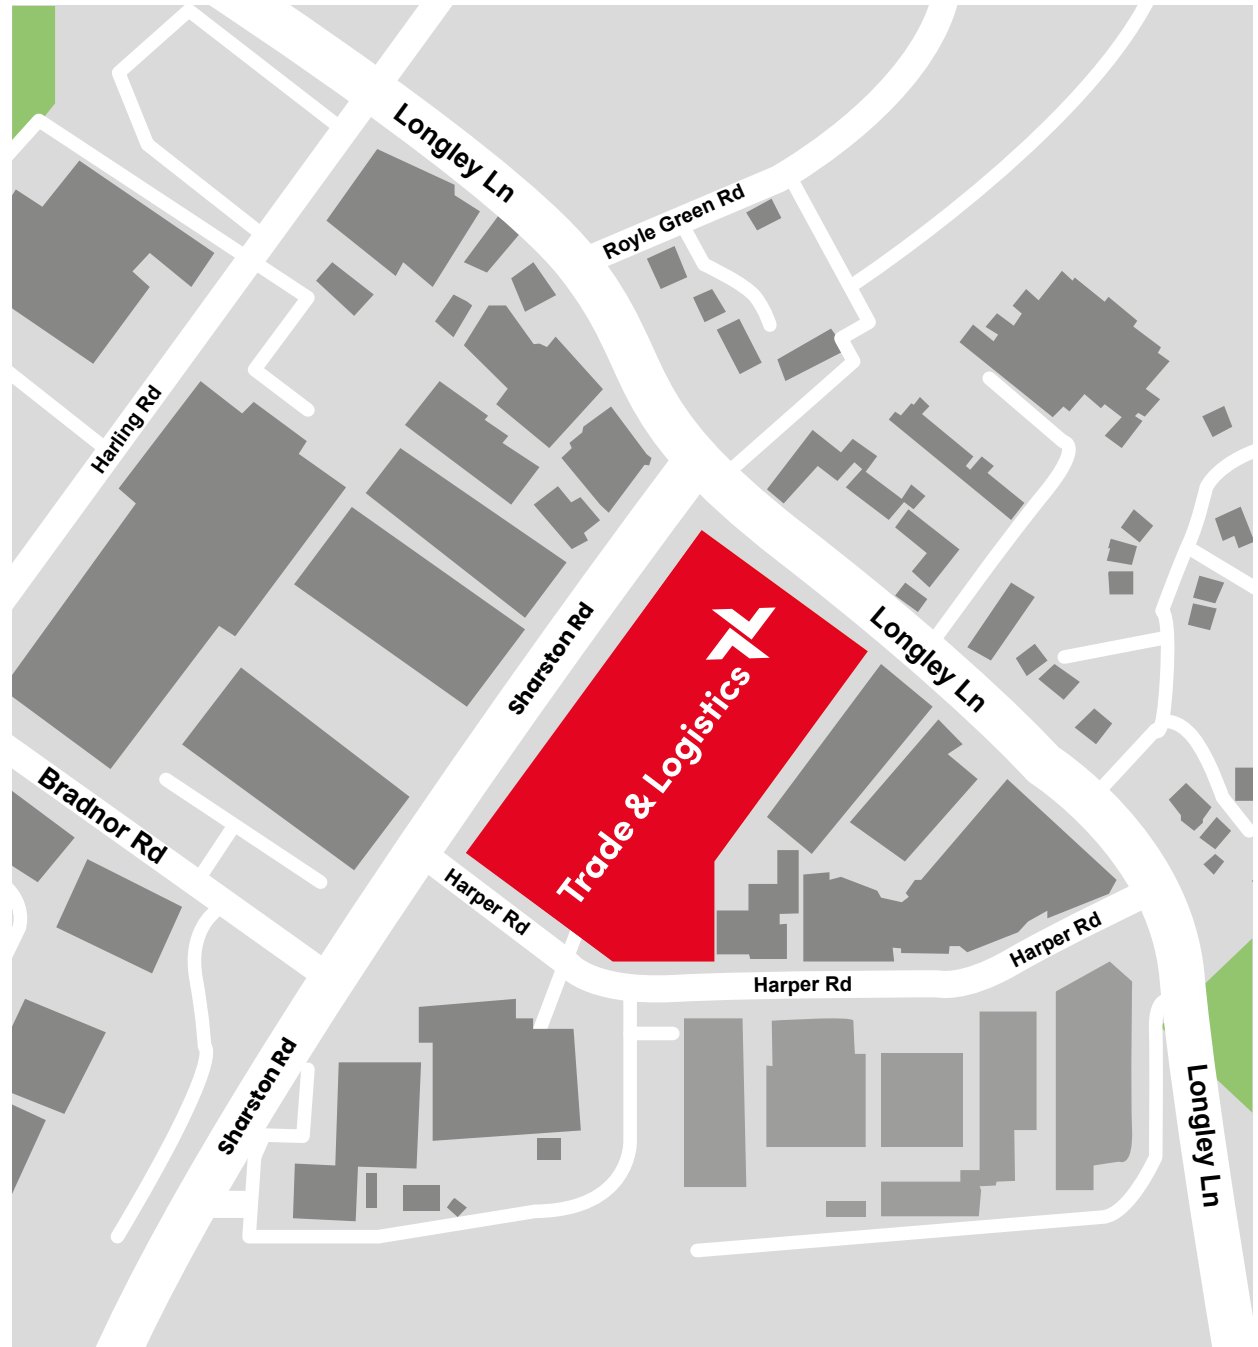 Longley Ln
Royle Green Rd
Harling Rd
Sharston Rd
Longley Ln
Trade & Logistics
Bradnor Rd
Harper Rd
Harper Rd
Harper Rd
Sharston Rd
Longley Ln